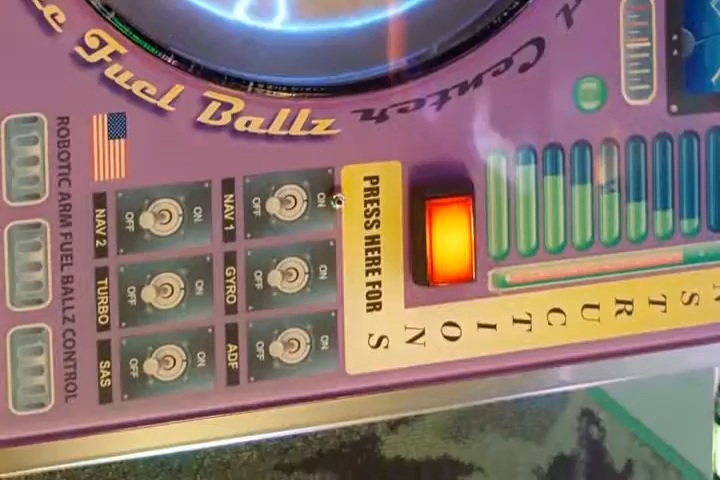 Fuel Ballz
Center
ROBOTIC ARM FUEL BALLZ CONTROL
NAV 2
OFF
ON
NAV 1
OFF
ON
TURBO
OFF
ON
GYRO
OFF
ON
SAS
OFF
ON
ADF
OFF
ON
PRESS HERE FOR
INSTRUCTIONS